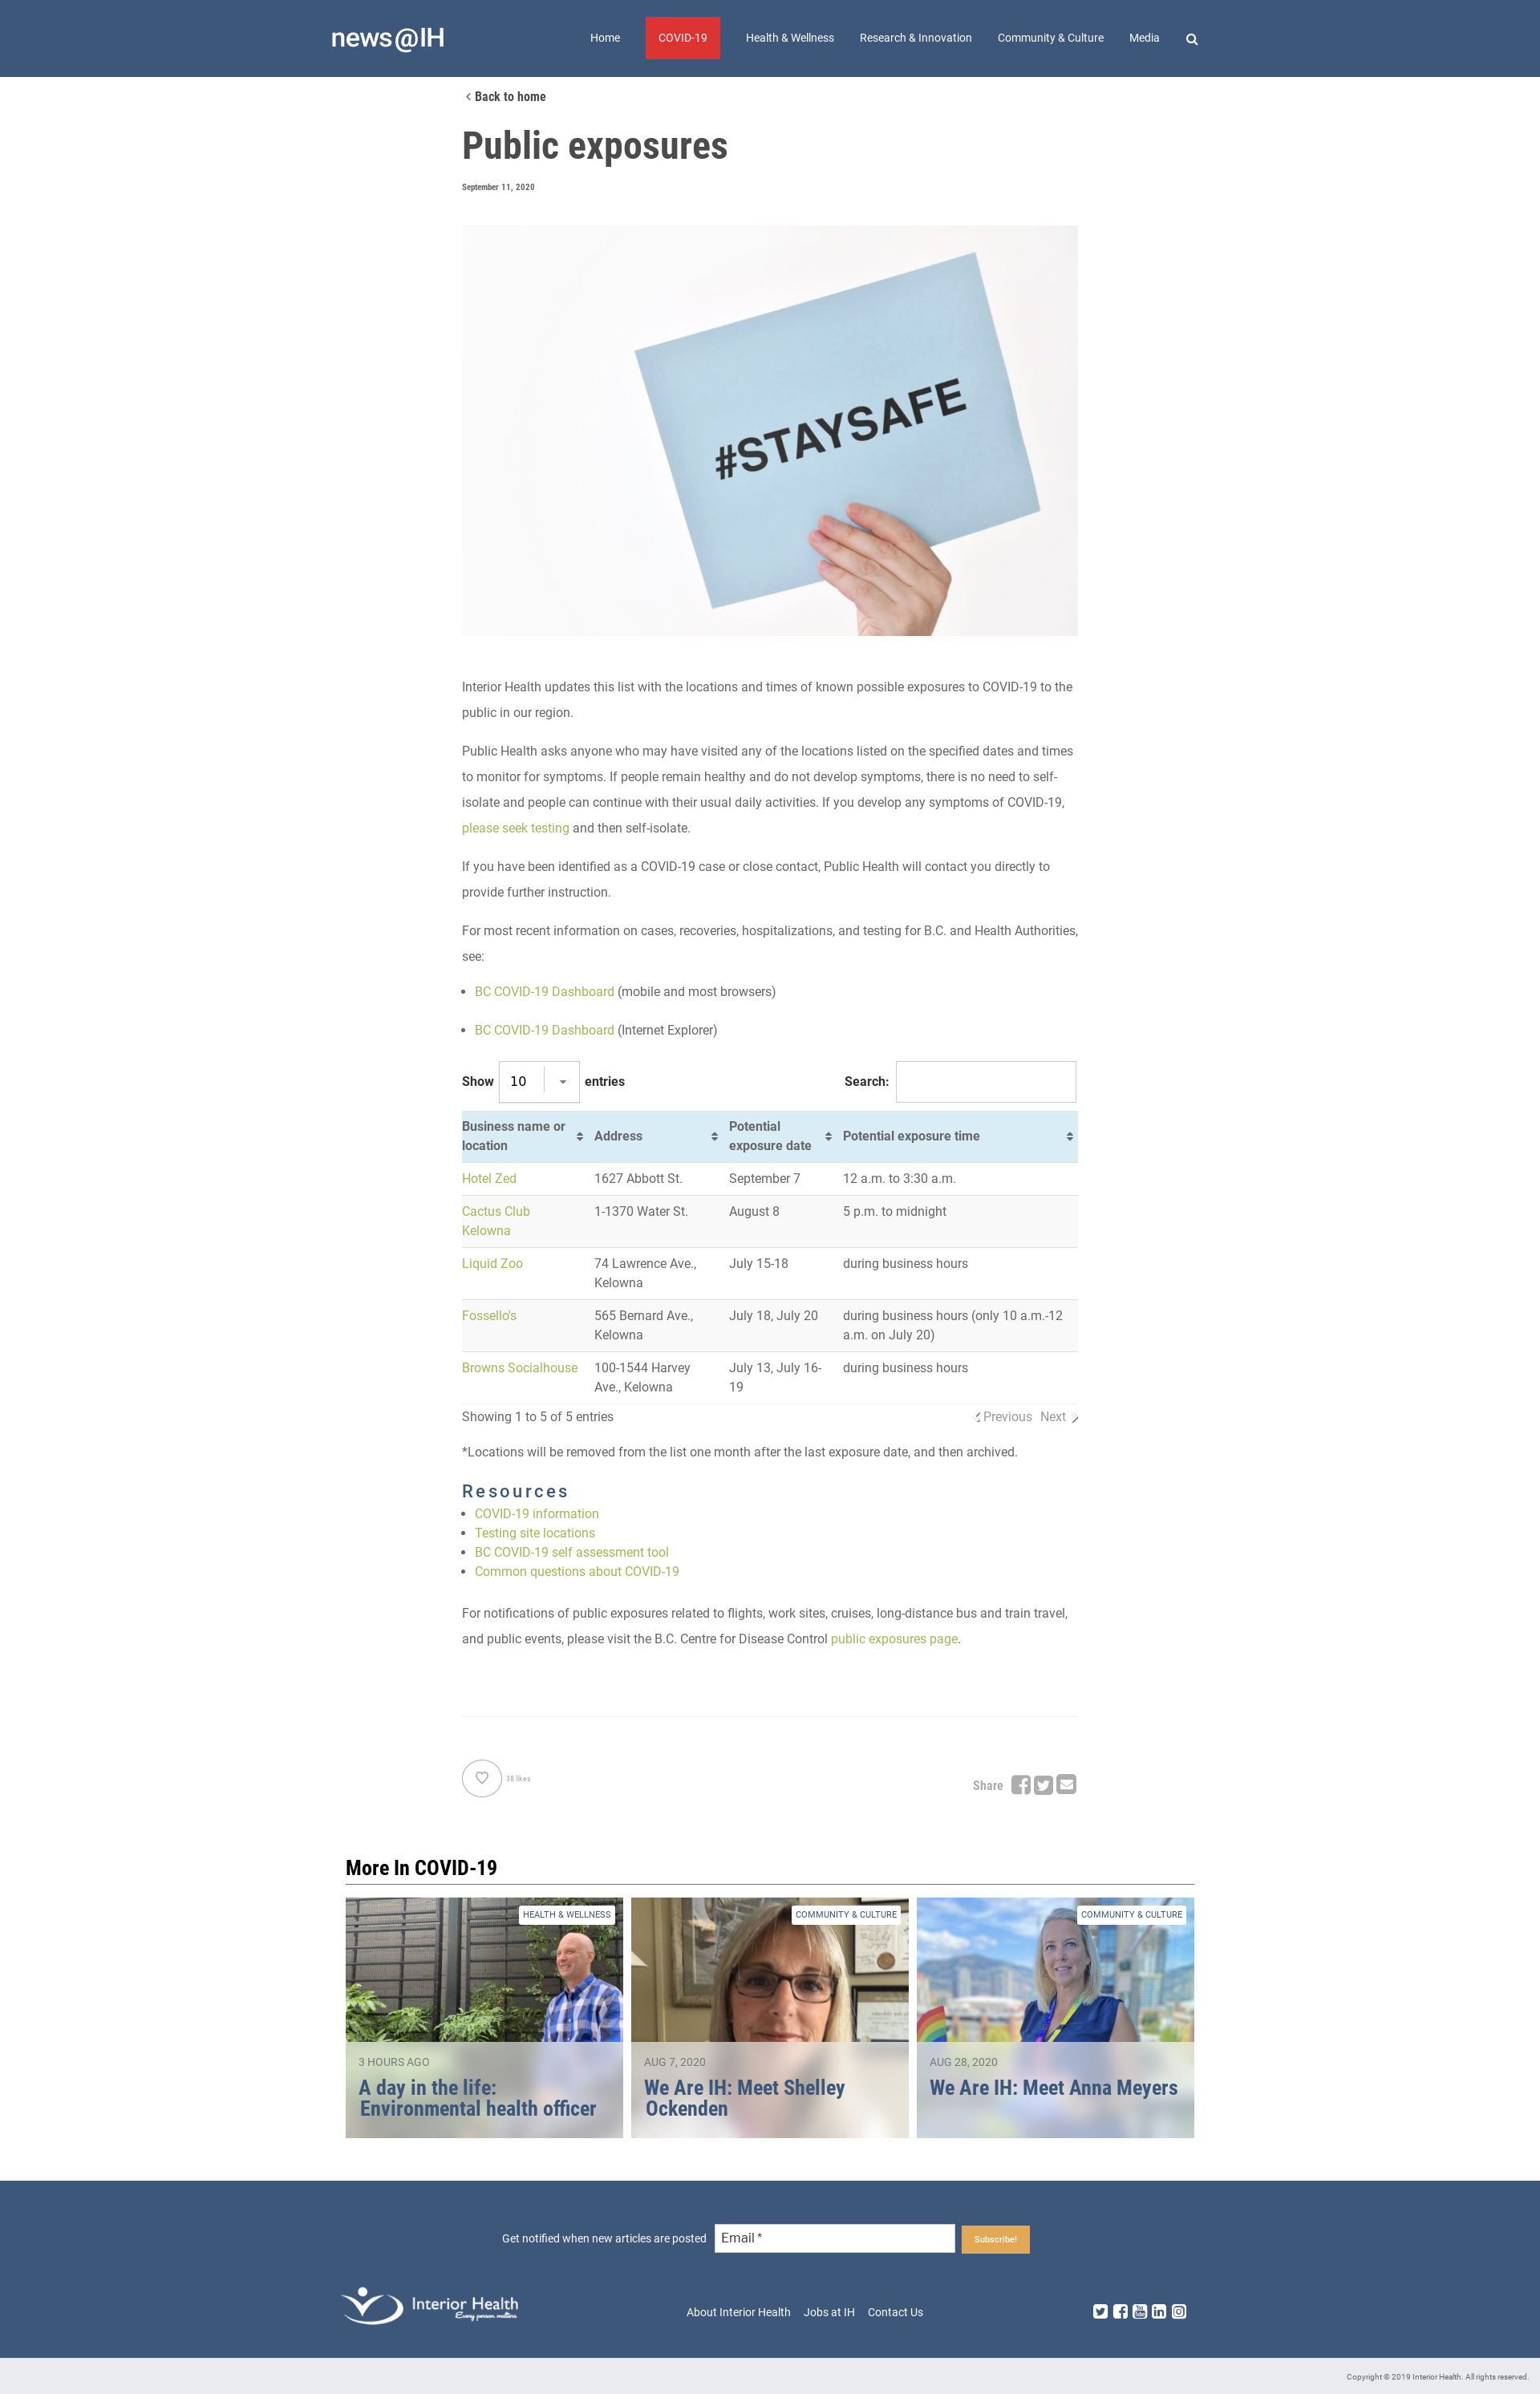 news@IH
Home COVID-19 Health & Wellness Research & Innovation Community & Culture Media
Back to home
Public exposures
September 11, 2020
#STAYSAFE
Interior Health updates this list with the locations and times of known possible exposures to COVID-19 to the
public in our region.
Public Health asks anyone who may have visited any of the locations listed on the specified dates and times
to monitor for symptoms. If people remain healthy and do not develop symptoms, there is no need to self-
isolate and people can continue with their usual daily activities. If you develop any symptoms of COVID-19,
please seek testing and then self-isolate.
If you have been identified as a COVID-19 case or close contact, Public Health will contact you directly to
provide further instruction.
For most recent information on cases, recoveries, hospitalizations, and testing for B.C. and Health Authorities,
see:
• BC COVID-19 Dashboard (mobile and most browsers)
• BC COVID-19 Dashboard (Internet Explorer)
Show 10 entries Search:
Business name or location Address Potential exposure date Potential exposure time
Hotel Zed 1627 Abbott St. September 7 12 a.m. to 3:30 a.m.
Cactus Club Kelowna 1-1370 Water St. August 8 5 p.m. to midnight
Liquid Zoo 74 Lawrence Ave., Kelowna July 15-18 during business hours
Fossello's 565 Bernard Ave., Kelowna July 18, July 20 during business hours (only 10 a.m.-12 a.m. on July 20)
Browns Socialhouse 100-1544 Harvey Ave., Kelowna July 13, July 16-19 during business hours
Showing 1 to 5 of 5 entries Previous Next
*Locations will be removed from the list one month after the last exposure date, and then archived.
Resources
• COVID-19 information
• Testing site locations
• BC COVID-19 self assessment tool
• Common questions about COVID-19
For notifications of public exposures related to flights, work sites, cruises, long-distance bus and train travel,
and public events, please visit the B.C. Centre for Disease Control public exposures page.
38 likes Share
More In COVID-19
HEALTH & WELLNESS
3 HOURS AGO
A day in the life:
Environmental health officer
COMMUNITY & CULTURE
AUG 7, 2020
We Are IH: Meet Shelley
Ockenden
COMMUNITY & CULTURE
AUG 28, 2020
We Are IH: Meet Anna Meyers
Get notified when new articles are posted Email * Subscribe!
Interior Health
Every person matters
About Interior Health Jobs at IH Contact Us
Copyright © 2019 Interior Health. All rights reserved.